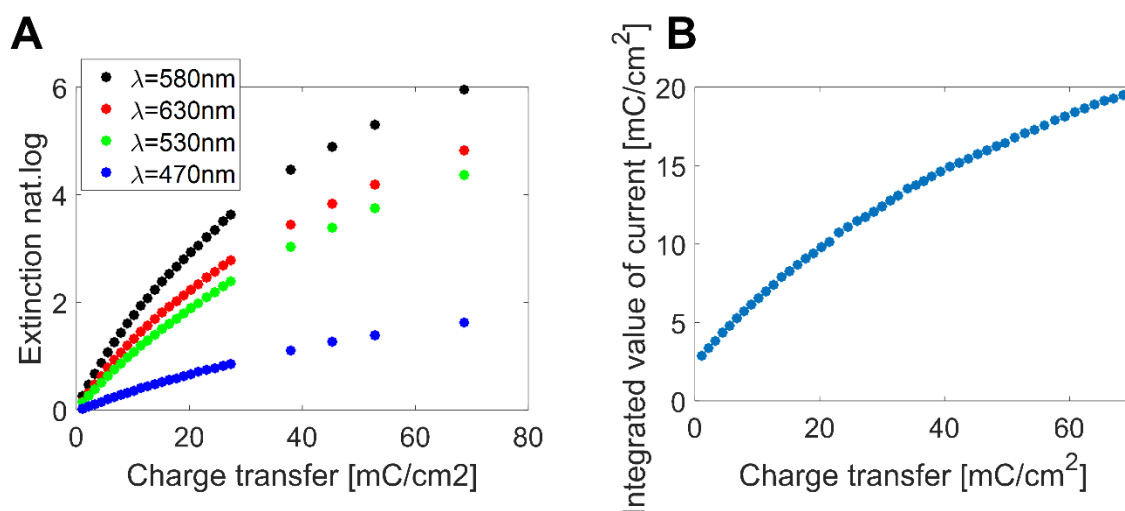 A
λ=580nm
λ=630nm
λ=530nm
λ=470nm
Extinction nat.log
6
4
2
0
0 20 40 60 80
Charge transfer [mC/cm2]
B
Integrated value of current [mC/cm²]
20
15
10
5
0
0 20 40 60
Charge transfer [mC/cm²]